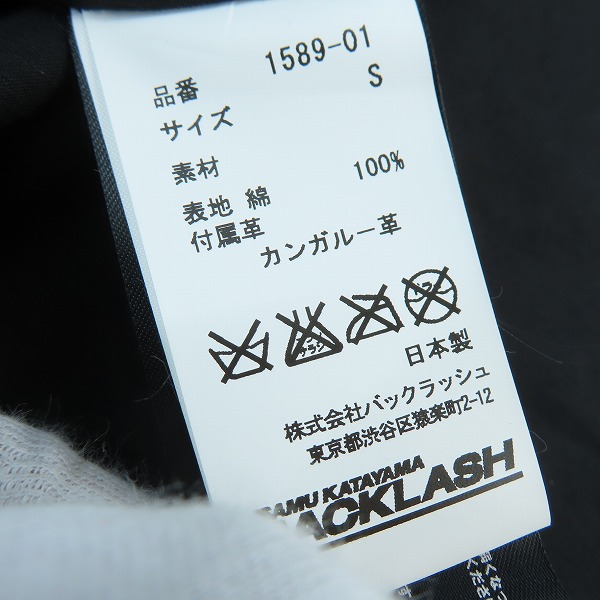 品番 1589-01
サイズ S
素材
表地 綿 100%
付属革
カンガルー革
日本製
株式会社バックラッシュ
東京都渋谷区猿楽町2-12
KATAYAMA